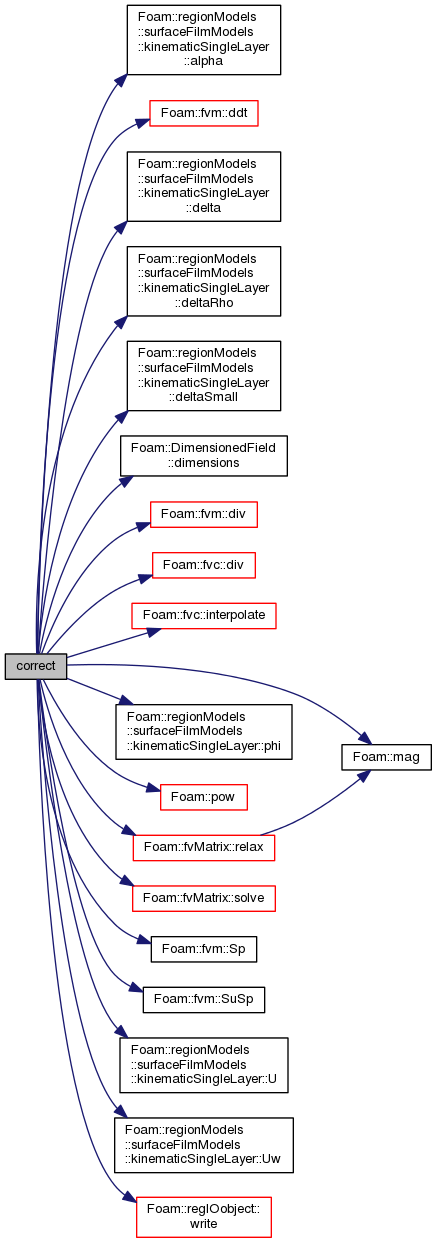 Foam::regionModels
::surfaceFilmModels
::kinematicSingleLayer
::alpha
Foam::fvm::ddt
Foam::regionModels
::surfaceFilmModels
::kinematicSingleLayer
::delta
Foam::regionModels
::surfaceFilmModels
::kinematicSingleLayer
::deltaRho
Foam::regionModels
::surfaceFilmModels
::kinematicSingleLayer
::deltaSmall
Foam::DimensionedField
::dimensions
Foam::fvm::div
Foam::fvc::div
Foam::fvc::interpolate
correct
Foam::regionModels
::surfaceFilmModels
::kinematicSingleLayer::phi
Foam::mag
Foam::pow
Foam::fvMatrix::relax
Foam::fvMatrix::solve
Foam::fvm::Sp
Foam::fvm::SuSp
Foam::regionModels
::surfaceFilmModels
::kinematicSingleLayer::U
Foam::regionModels
::surfaceFilmModels
::kinematicSingleLayer::Uw
Foam::regIOobject::
write